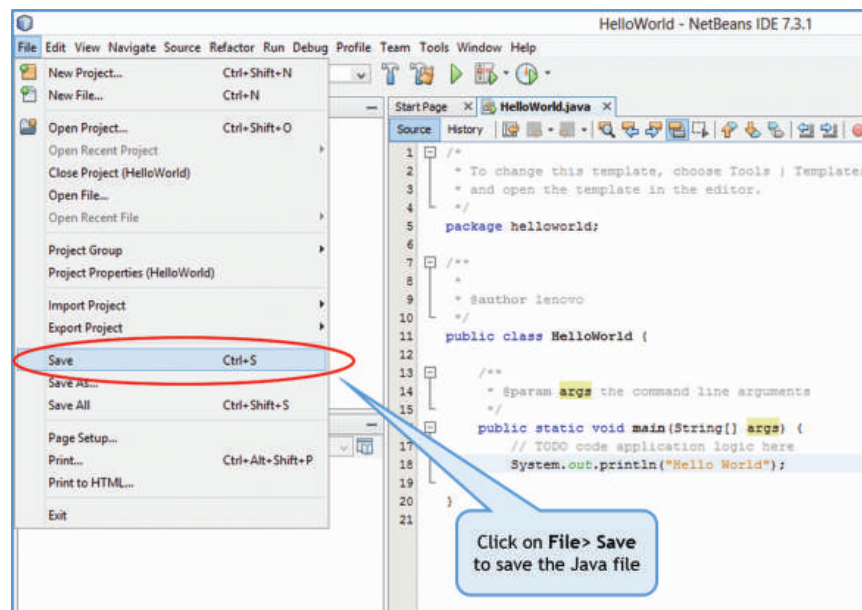 HelloWorld - NetBeans IDE 7.3.1
File Edit View Navigate Source Refactor Run Debug Profile Team Tools Window Help
New Project... Ctrl+Shift+N
New File... Ctrl+N
Open Project... Ctrl+Shift+O
Open Recent Project
Close Project (HelloWorld)
Open File...
Open Recent File
Project Group
Project Properties (HelloWorld)
Import Project
Export Project
Save Ctrl+S
Save As...
Save All Ctrl+Shift+S
Page Setup...
Print... Ctrl+Alt+Shift+P
Print to HTML...
Exit
Start Page HelloWorld.java
Source History
1 /*
2 * To change this template, choose Tools | Templates
3 * and open the template in the editor.
4 */
5 package helloworld;
6
7 /**
8 *
9 * @author lenovo
10 */
11 public class HelloWorld {
12
13 /**
14 * @param args the command line arguments
15 */
public static void main(String[] args) {
17 // TODO code application logic here
18 System.out.println("Hello World");
19
20 }
21
Click on File> Save
to save the Java file